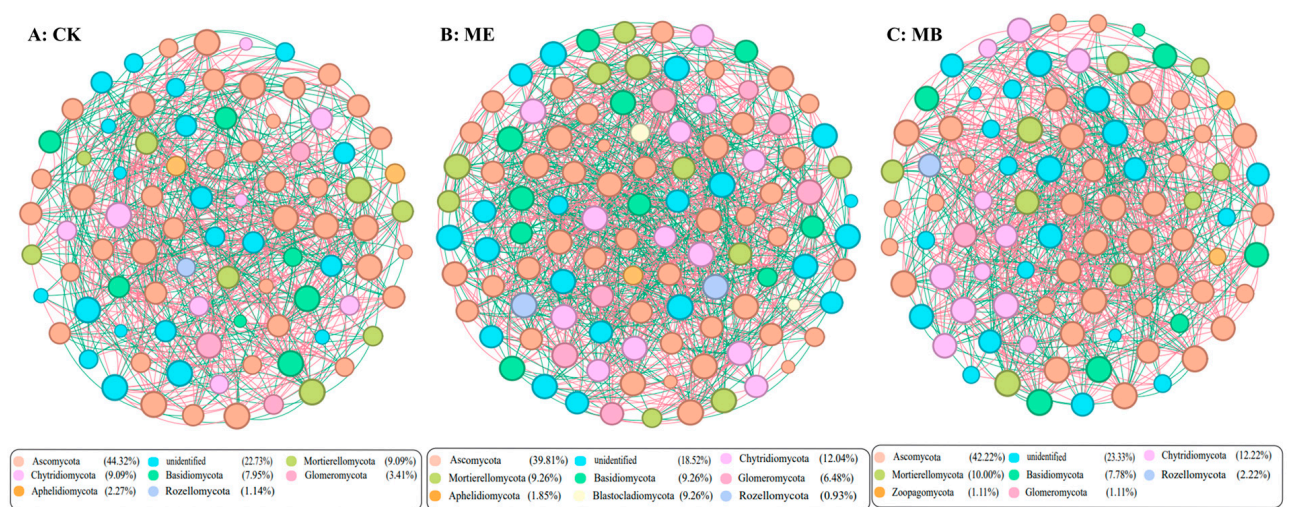 A: CK
B: ME
C: MB
Ascomycota (44.32%) unidentified (22.73%) Mortierellomycota (9.09%)
Chytridiomycota (9.09%) Basidiomycota (7.95%) Glomeromycota (3.41%)
Aphelidiomycota (2.27%) Rozellomycota (1.14%)
Ascomycota (39.81%) unidentified (18.52%) Chytridiomycota (12.04%)
Mortierellomycota (9.26%) Basidiomycota (9.26%) Glomeromycota (6.48%)
Aphelidiomycota (1.85%) Blastocladiomycota (9.26%) Rozellomycota (0.93%)
Ascomycota (42.22%) unidentified (23.33%) Chytridiomycota (12.22%)
Mortierellomycota (10.00%) Basidiomycota (7.78%) Rozellomycota (2.22%)
Zoopagomycota (1.11%) Glomeromycota (1.11%)